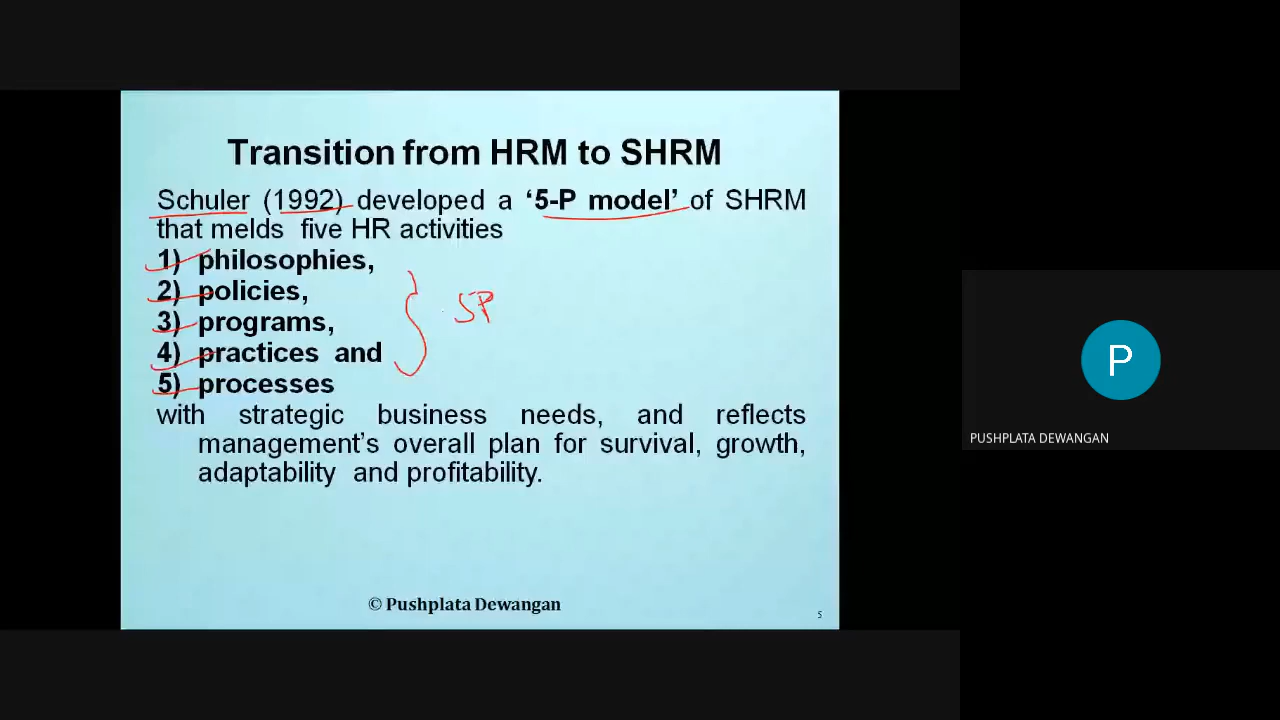 Transition from HRM to SHRM
Schuler (1992) developed a ‘5-P model’ of SHRM
that melds five HR activities
1) philosophies,
2) policies,
3) programs,
4) practices and
5) processes
5P
with strategic business needs, and reflects
management’s overall plan for survival, growth,
adaptability and profitability.
© Pushplata Dewangan
5
P
PUSHPLATA DEWANGAN